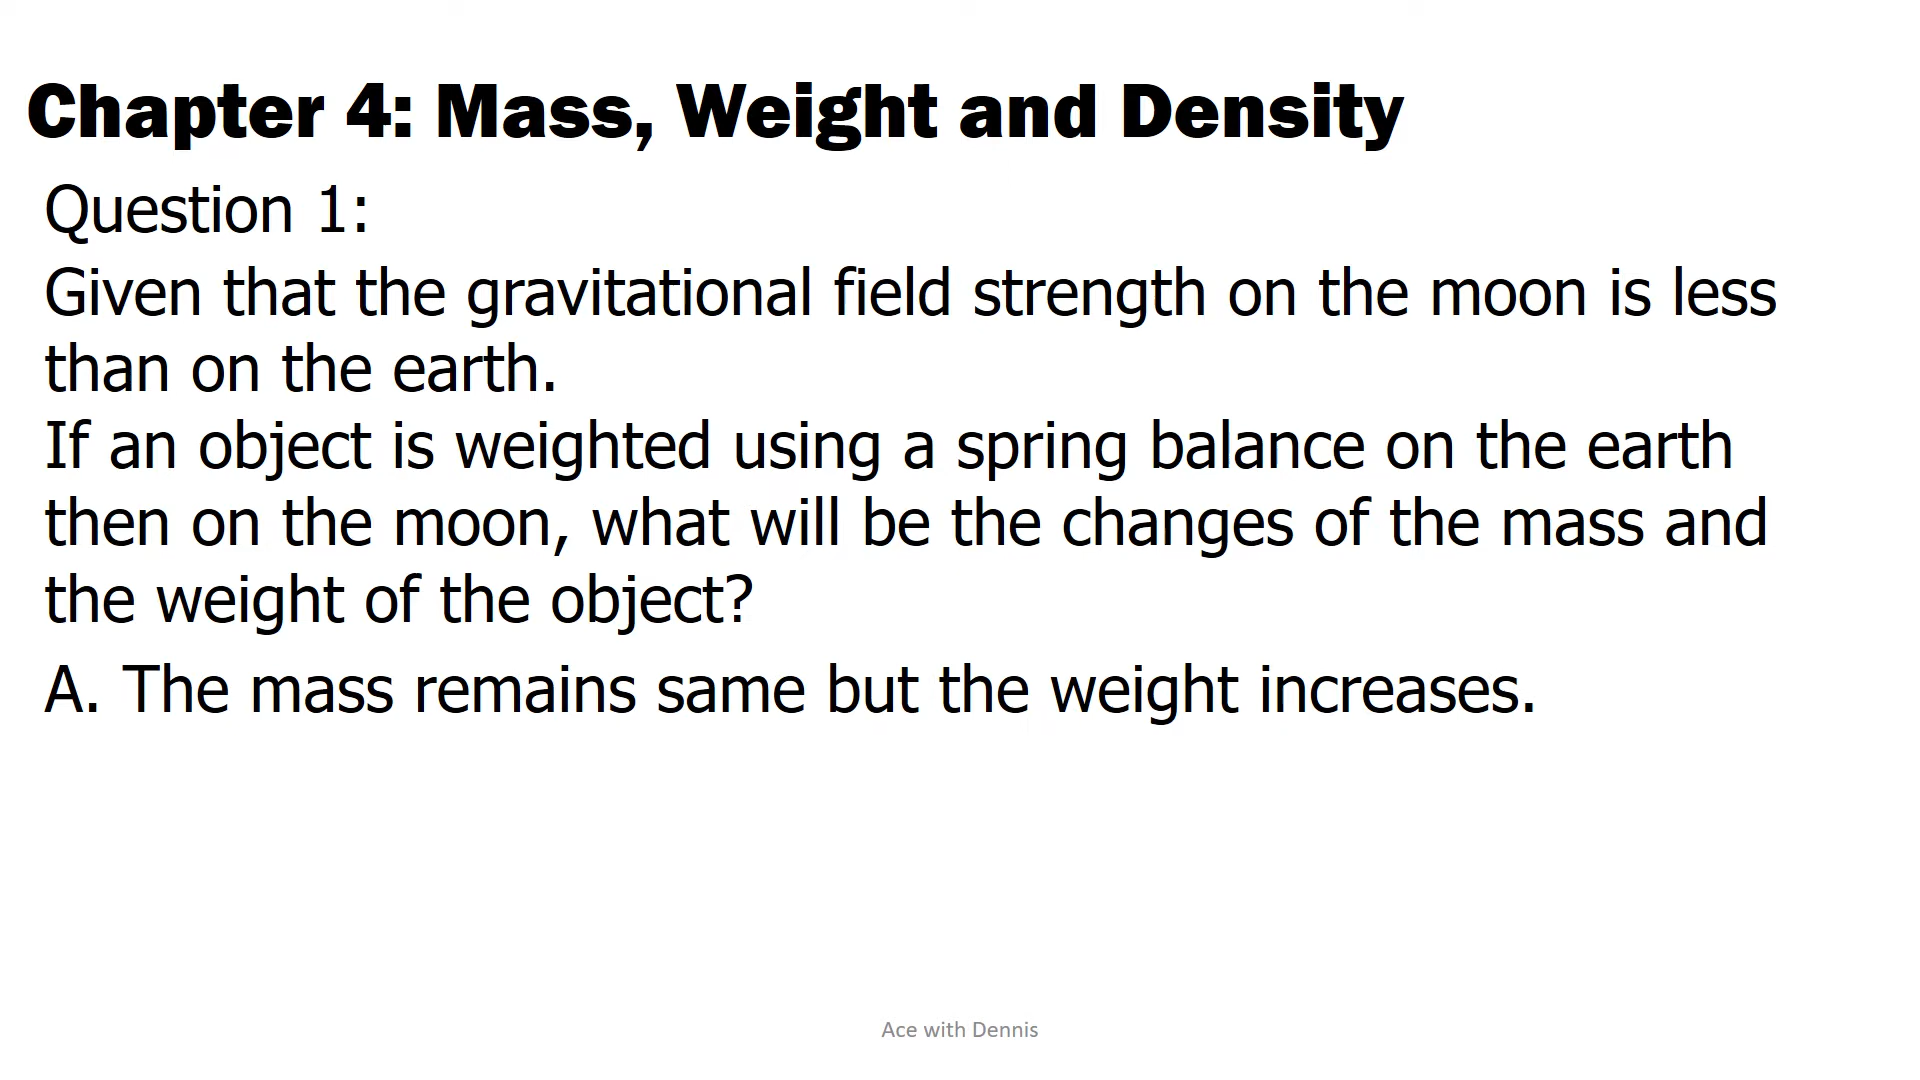 Chapter 4: Mass, Weight and Density
Question 1:
Given that the gravitational field strength on the moon is less
than on the earth.
If an object is weighted using a spring balance on the earth
then on the moon, what will be the changes of the mass and
the weight of the object?
A. The mass remains same but the weight increases.
Ace with Dennis